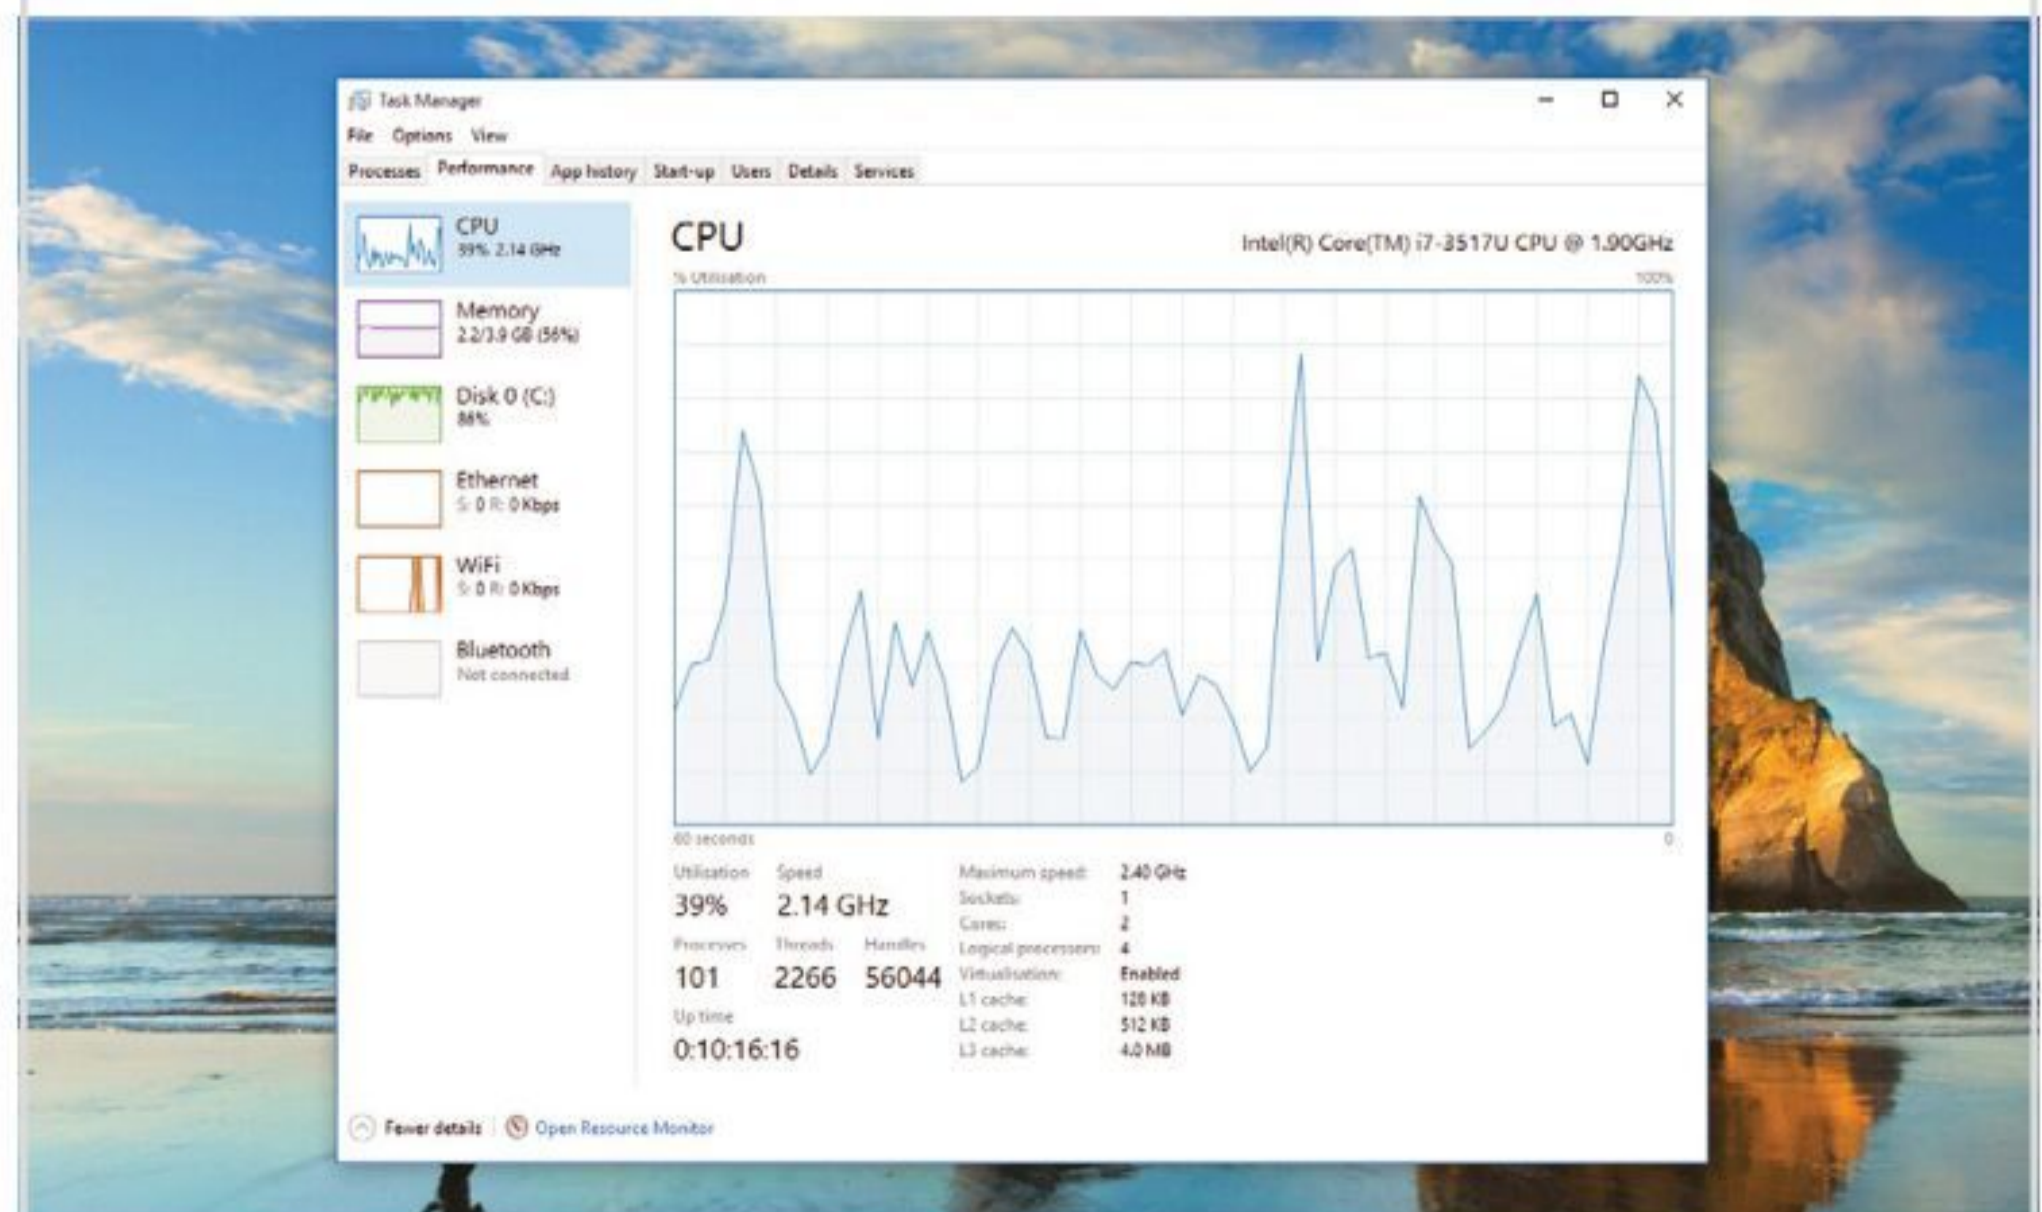 Task Manager
File Options View
Processes Performance App history Start-up Users Details Services
CPU
39% 2.14 GHz
Memory
2.2/3.9 GB (56%)
Disk 0 (C:)
86%
Ethernet
S: 0 R: 0 Kbps
WiFi
S: 0 R: 0 Kbps
Bluetooth
Not connected
CPU
Intel(R) Core(TM) i7-3517U CPU @ 1.90GHz
% Utilisation 100%
60 seconds 0
Utilisation Speed
39% 2.14 GHz
Processes Threads Handles
101 2266 56044
Up time
0:10:16:16
Maximum speed: 2.40 GHz
Sockets: 1
Cores: 2
Logical processors: 4
Virtualisation: Enabled
L1 cache: 128 KB
L2 cache: 512 KB
L3 cache: 4.0 MB
Fewer details Open Resource Monitor